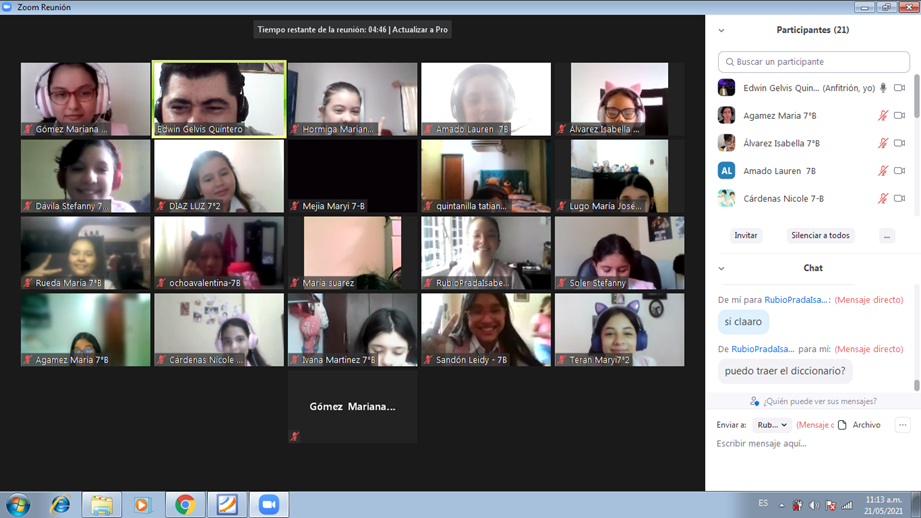 Zoom Reunión
Tiempo restante de la reunión: 04:46 | Actualizar a Pro
Gómez Mariana ...
Edwin Gelvis Quintero
Hormiga Marian...
Amado Lauren 7B
Álvarez Isabella ...
Dávila Stefanny 7...
DÍAZ LUZ 7°2
Mejia Maryi 7-B
quintanilla tatian...
Lugo María José...
Rueda Maria 7°B
ochoavalentina-7B
Maria suarez
RubioPradaIsabe...
Soler Stefanny
Agamez Maria 7°B
Cárdenas Nicole ...
Ivana Martinez 7°B
Sandón Leidy - 7B
Teran Maryi7°2
Gómez Mariana...
Participantes (21)
Buscar un participante
Edwin Gelvis Quin... (Anfitrión, yo)
Agamez Maria 7°B
Álvarez Isabella 7°B
AL Amado Lauren 7B
Cárdenas Nicole 7-B
Invitar Silenciar a todos ...
Chat
De mí para RubioPradaIsa...: (Mensaje directo)
si claaro
De RubioPradaIsa... para mí: (Mensaje directo)
puedo traer el diccionario?
¿Quién puede ver sus mensajes?
Enviar a: Rub... (Mensaje d Archivo ...
Escribir mensaje aquí...
ES 11:13 a.m.
21/05/2021